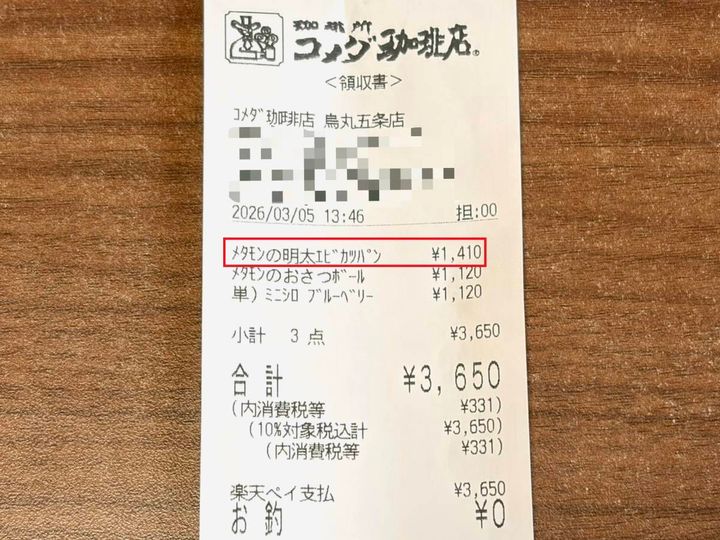 珈琲所
コメダ珈琲店®
<領収書>
ｺﾒﾀﾞ珈琲店 烏丸五条店
2026/03/05 13:46 担:00
ﾒﾀﾓﾝの明太ｴﾋﾞｶﾂﾊﾟﾝ ¥1,410
ﾒﾀﾓﾝのおさつﾎﾞｰﾙ ¥1,120
単) ﾐﾆｼﾛ ﾌﾞﾙｰﾍﾞﾘｰ ¥1,120
小計 3 点 ¥3,650
合計 ¥3,650
(内消費税等 ¥331)
(10%対象税込計 ¥3,650)
(内消費税等 ¥331)
楽天ペイ支払 ¥3,650
お釣 ¥0